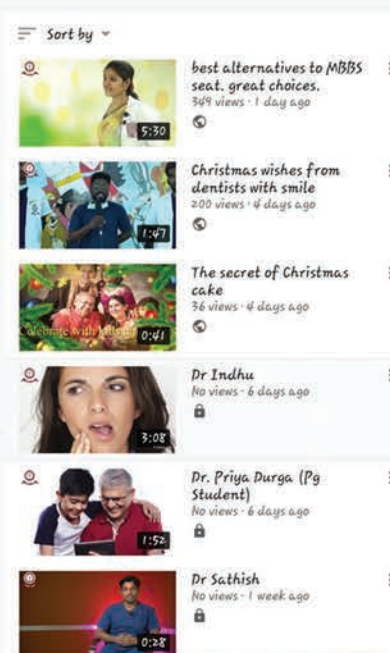 Sort by
best alternatives to MBBS
seat. great choices.
349 views · 1 day ago
5:30
Christmas wishes from
dentists with smile
200 views · 4 days ago
1:47
The secret of Christmas
cake
36 views · 4 days ago
Celebrate with
0:41
Dr Indhu
No views · 6 days ago
3:08
Dr. Priya Durga (Pg
Student)
No views · 6 days ago
1:52
Dr Sathish
No views · 1 week ago
0:28